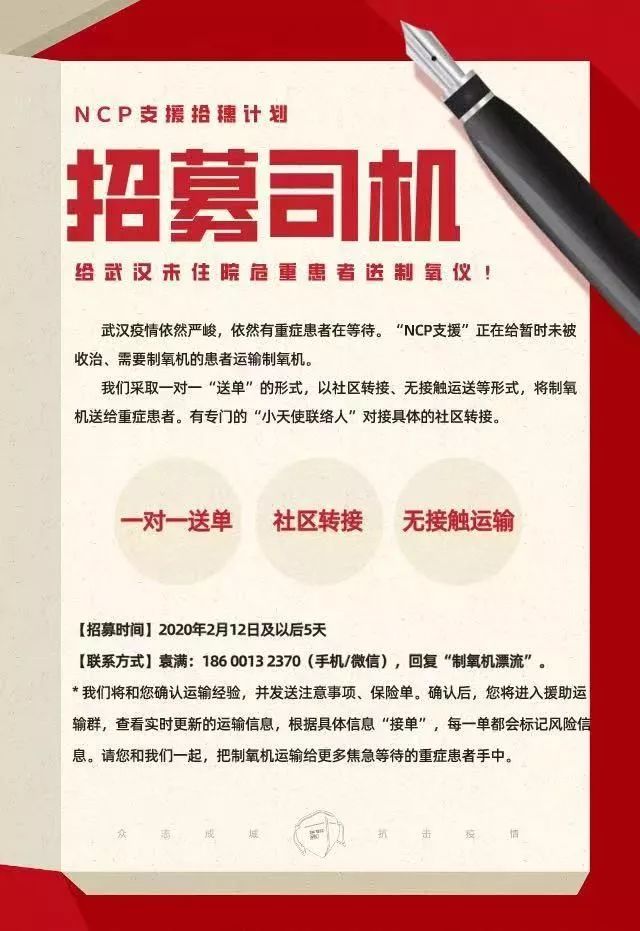 NCP支援拾穗计划
招募司机
给武汉未住院危重患者送制氧仪！
武汉疫情依然严峻，依然有重症患者在等待。“NCP支援”正在给暂时未被
收治、需要制氧机的患者运输制氧机。
我们采取一对一“送单”的形式，以社区转接、无接触运送等形式，将制氧
机送给重症患者。有专门的“小天使联络人”对接具体的社区转接。
一对一送单 社区转接 无接触运输
【招募时间】2020年2月12日及以后5天
【联系方式】袁满：186 0013 2370（手机/微信），回复“制氧机漂流”。
*我们将和您确认运输经验，并发送注意事项、保险单。确认后，您将进入援助运
输群，查看实时更新的运输信息，根据具体信息“接单”，每一单都会标记风险信
息。请您和我们一起，把制氧机运输给更多焦急等待的重症患者手中。
众志成城 抗击疫情